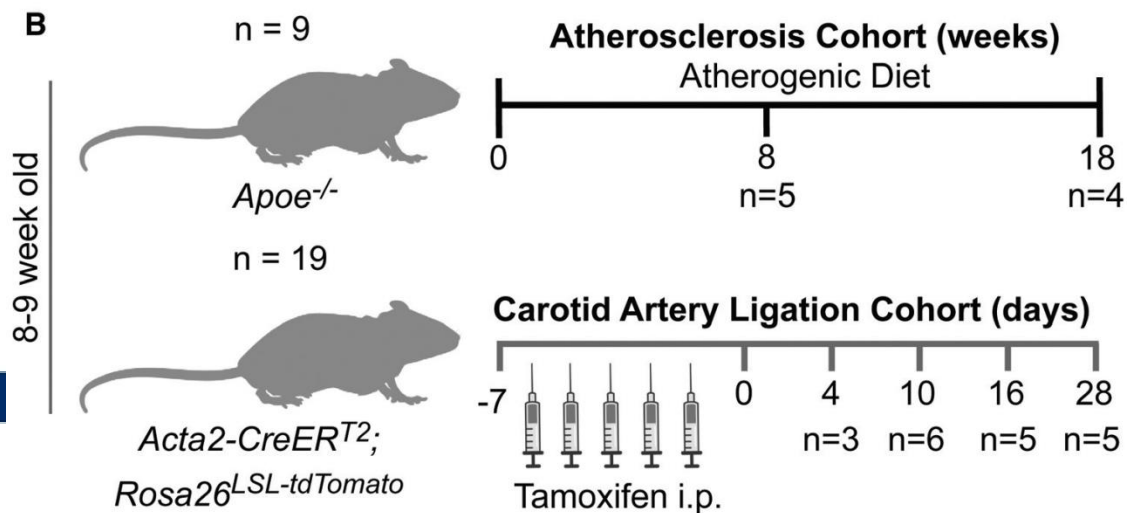 B
n = 9
8-9 week old
Apoe-/-
Atherosclerosis Cohort (weeks)
Atherogenic Diet
0 8 18
n=5 n=4
n = 19
Acta2-CreERT2;
Rosa26LSL-tdTomato
Carotid Artery Ligation Cohort (days)
-7 0 4 10 16 28
n=3 n=6 n=5 n=5
Tamoxifen i.p.